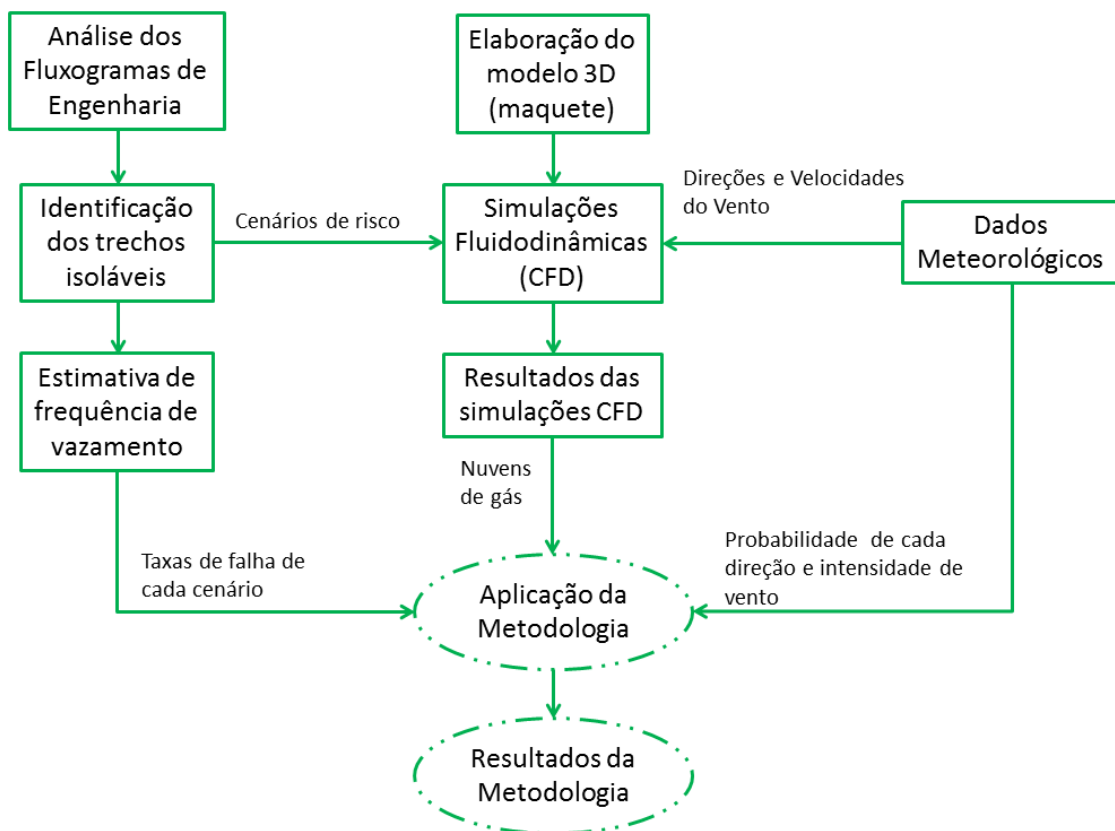 Análise dos
Fluxogramas de
Engenharia
Elaboração do
modelo 3D
(maquete)
Identificação
dos trechos
isoláveis
Cenários de risco
Simulações
Fluidodinâmicas
(CFD)
Direções e Velocidades
do Vento
Dados
Meteorológicos
Estimativa de
frequência de
vazamento
Resultados das
simulações CFD
Nuvens
de gás
Taxas de falha de
cada cenário
Probabilidade de cada
direção e intensidade de
vento
Aplicação da
Metodologia
Resultados da
Metodologia